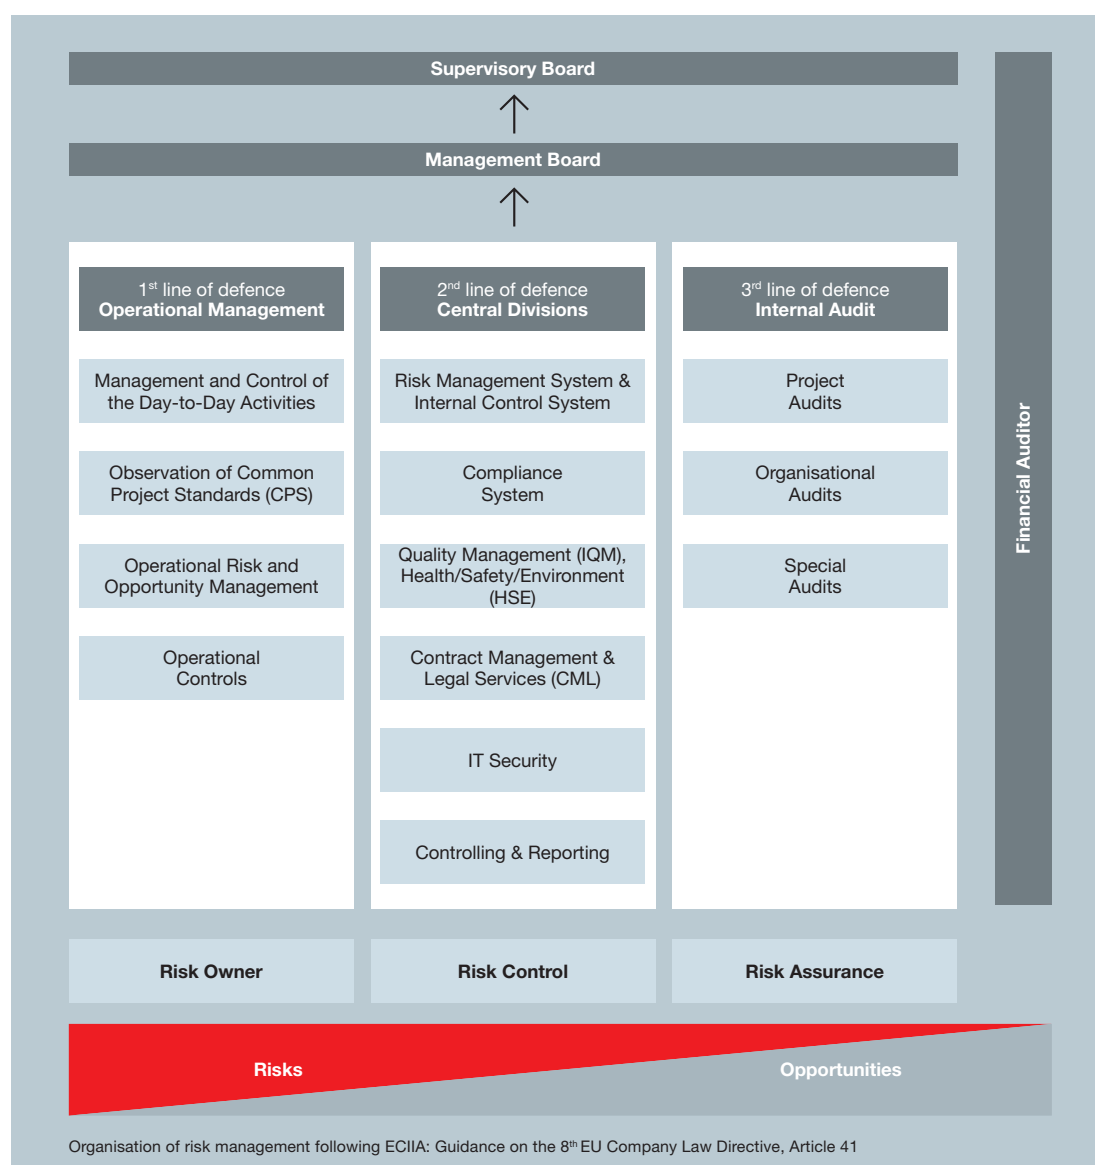 Supervisory Board
Management Board
1st line of defence
Operational Management
Management and Control of
the Day-to-Day Activities
Observation of Common
Project Standards (CPS)
Operational Risk and
Opportunity Management
Operational
Controls
2nd line of defence
Central Divisions
Risk Management System &
Internal Control System
Compliance
System
Quality Management (IQM),
Health/Safety/Environment
(HSE)
Contract Management &
Legal Services (CML)
IT Security
Controlling & Reporting
3rd line of defence
Internal Audit
Project
Audits
Organisational
Audits
Special
Audits
Financial Auditor
Risk Owner
Risk Control
Risk Assurance
Risks
Opportunities
Organisation of risk management following ECIIA: Guidance on the 8th EU Company Law Directive, Article 41